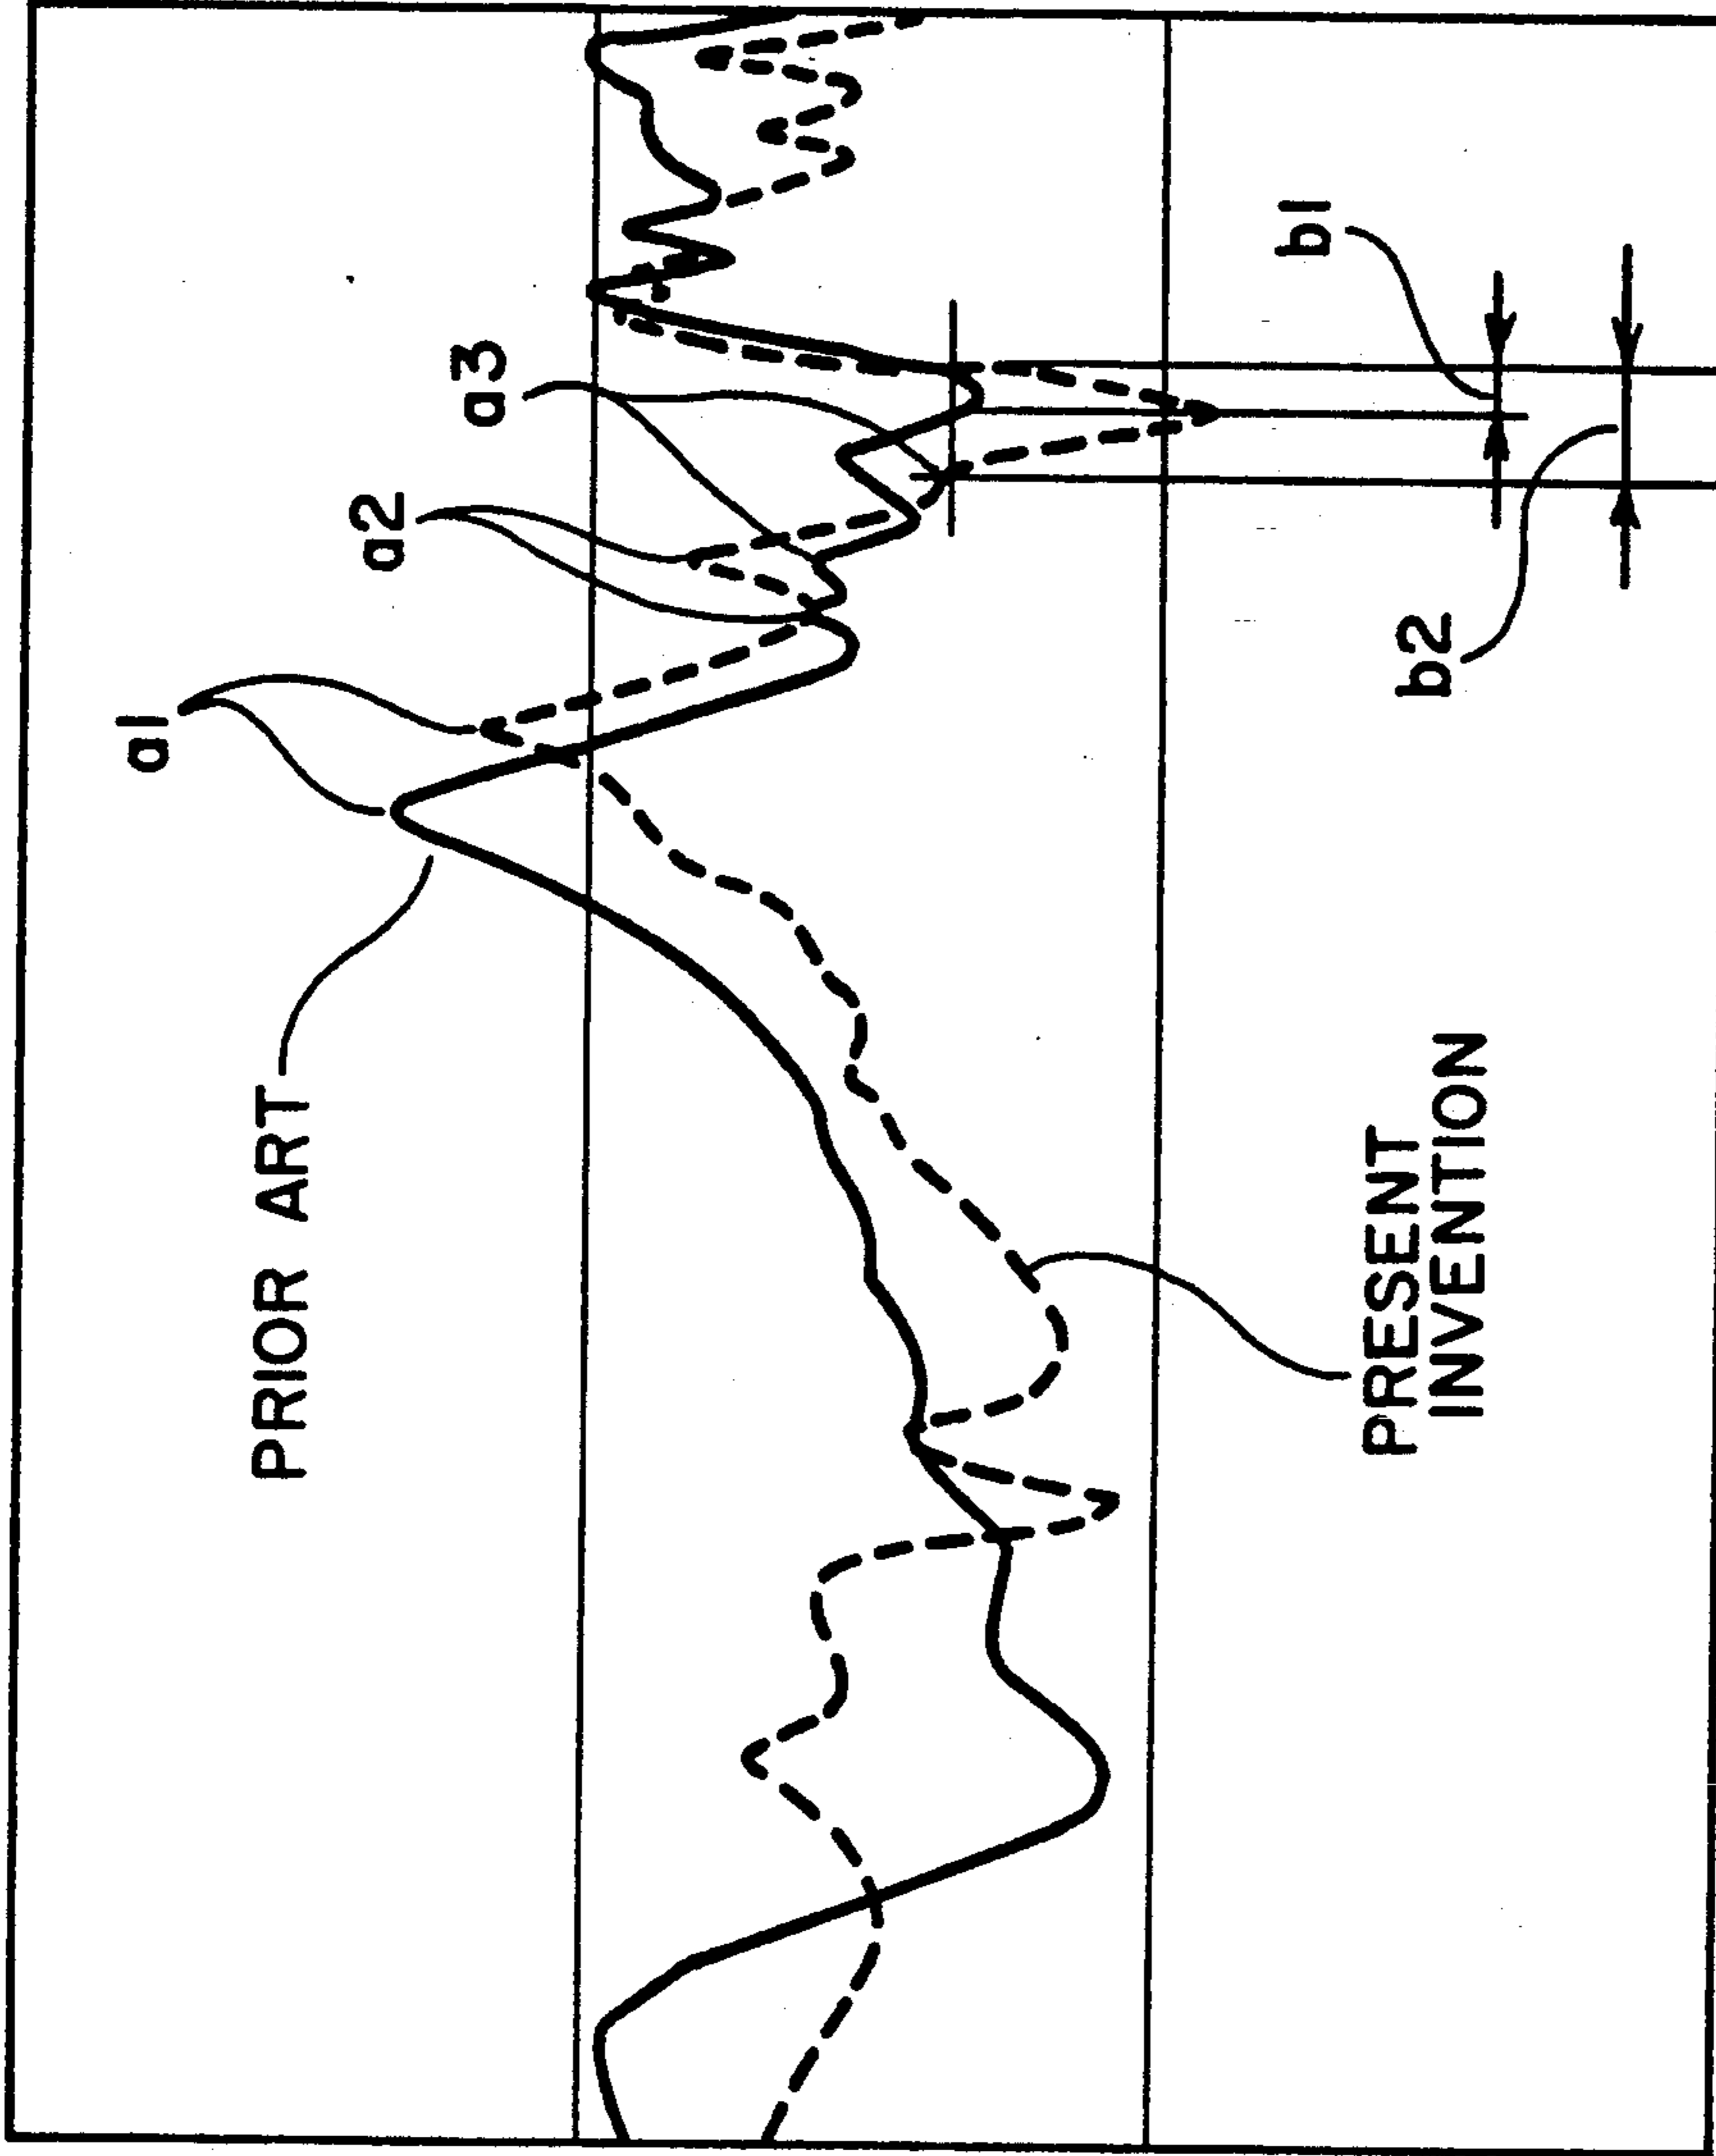 PRIOR ART
a1
a2
a3
b1
b2
PRESENT
INVENTION